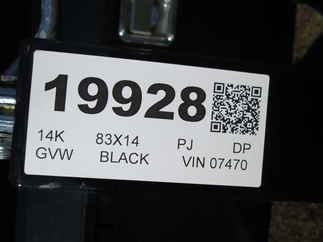 19928
14K 83X14 PJ DP
GVW BLACK VIN 07470